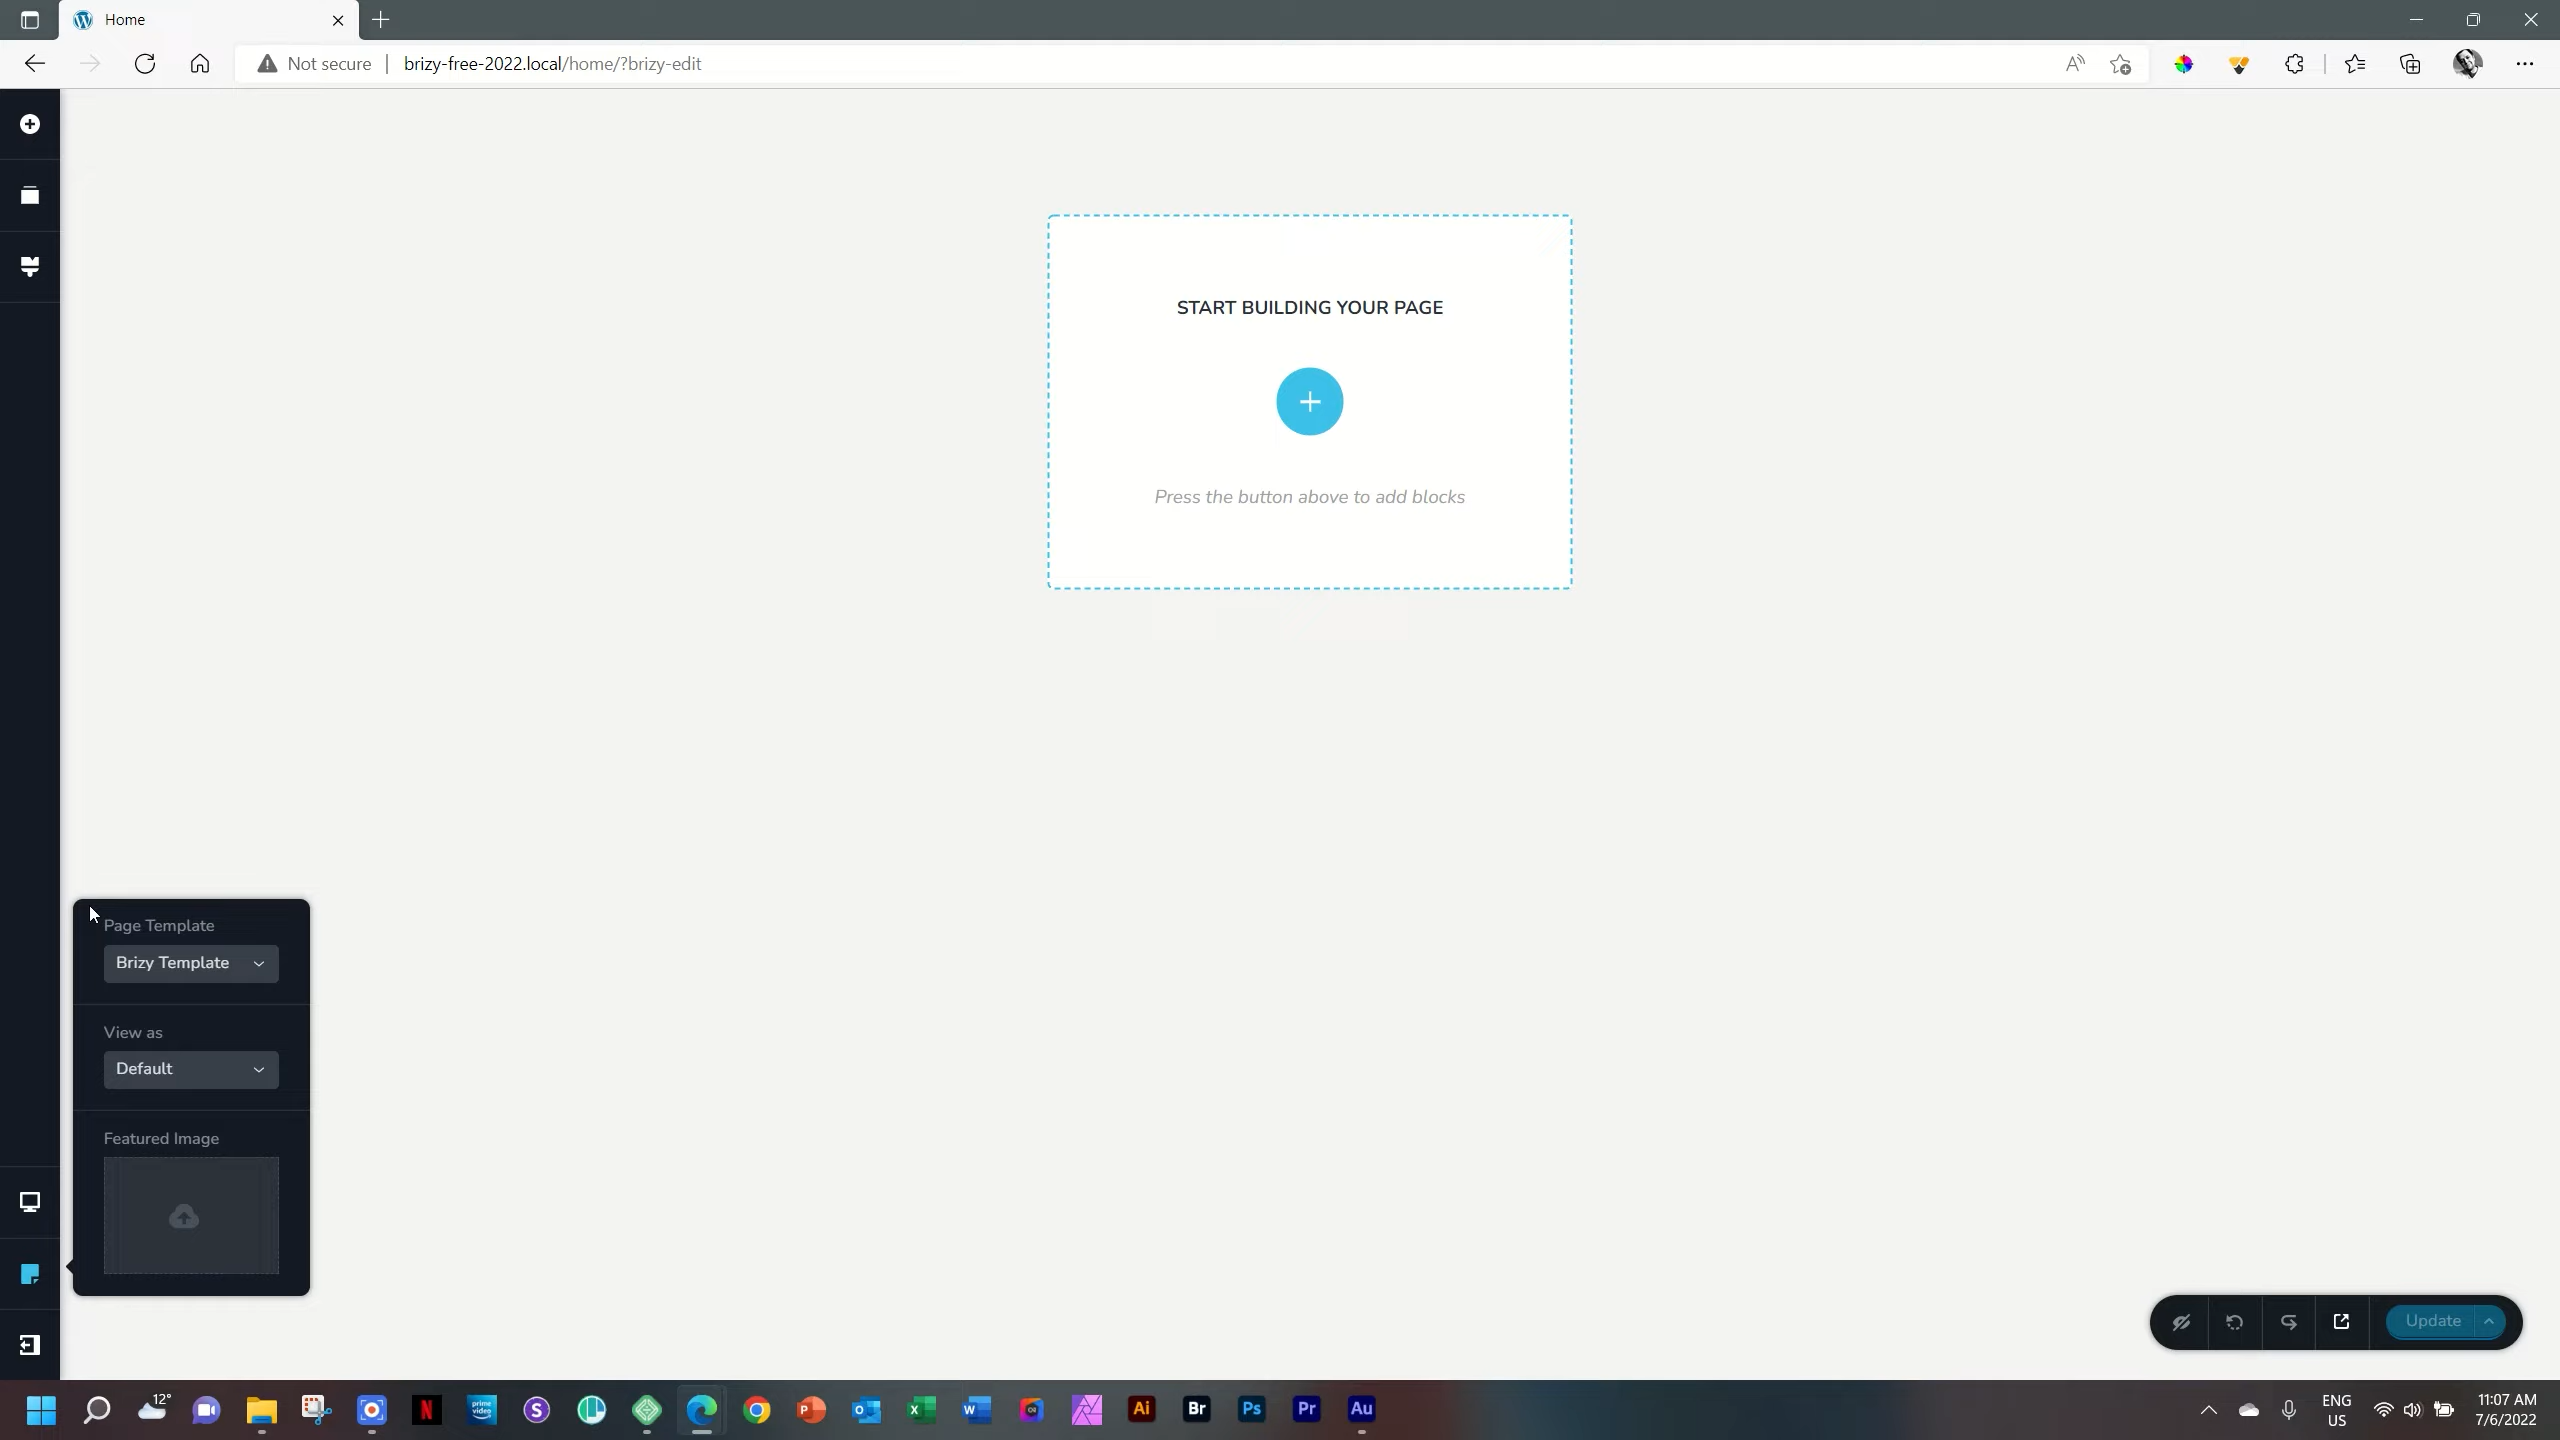 Home
Not secure
brizy-free-2022.local/home/?brizy-edit
START BUILDING YOUR PAGE
Press the button above to add blocks
Page Template
Brizy Template
View as
Default
Featured Image
Update
12°
prime video
N
S
P
W
Ai
Br
Ps
Pr
Au
ENG
US
11:07 AM
7/6/2022